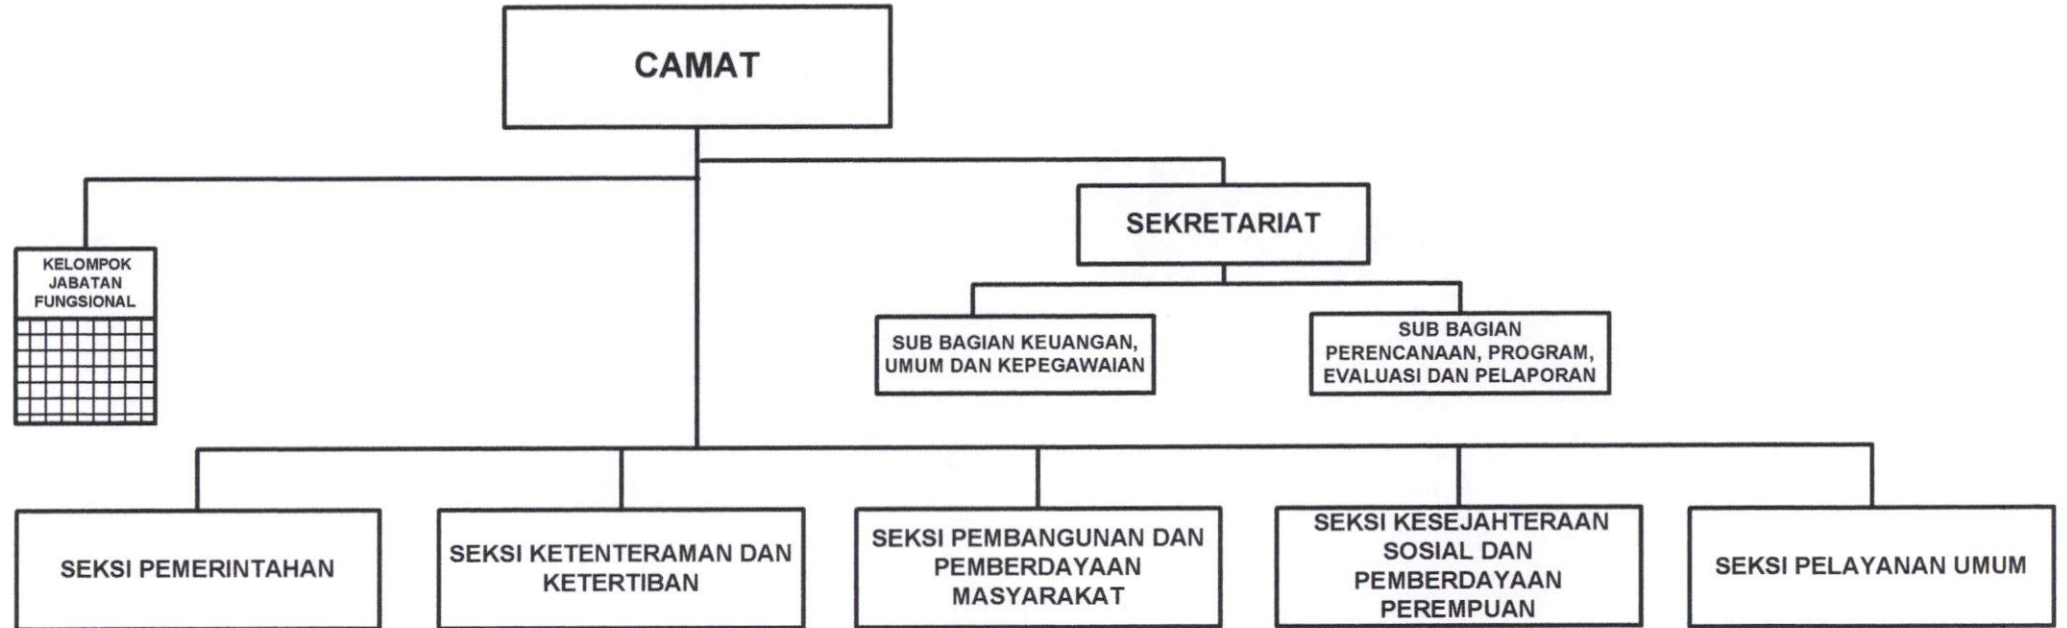 CAMAT
SEKRETARIAT
KELOMPOK
JABATAN
FUNGSIONAL
SUB BAGIAN KEUANGAN,
UMUM DAN KEPEGAWAIAN
SUB BAGIAN
PERENCANAAN, PROGRAM,
EVALUASI DAN PELAPORAN
SEKSI PEMERINTAHAN
SEKSI KETENTERAMAN DAN
KETERTIBAN
SEKSI PEMBANGUNAN DAN
PEMBERDAYAAN
MASYARAKAT
SEKSI KESEJAHTERAAN
SOSIAL DAN
PEMBERDAYAAN
PEREMPUAN
SEKSI PELAYANAN UMUM